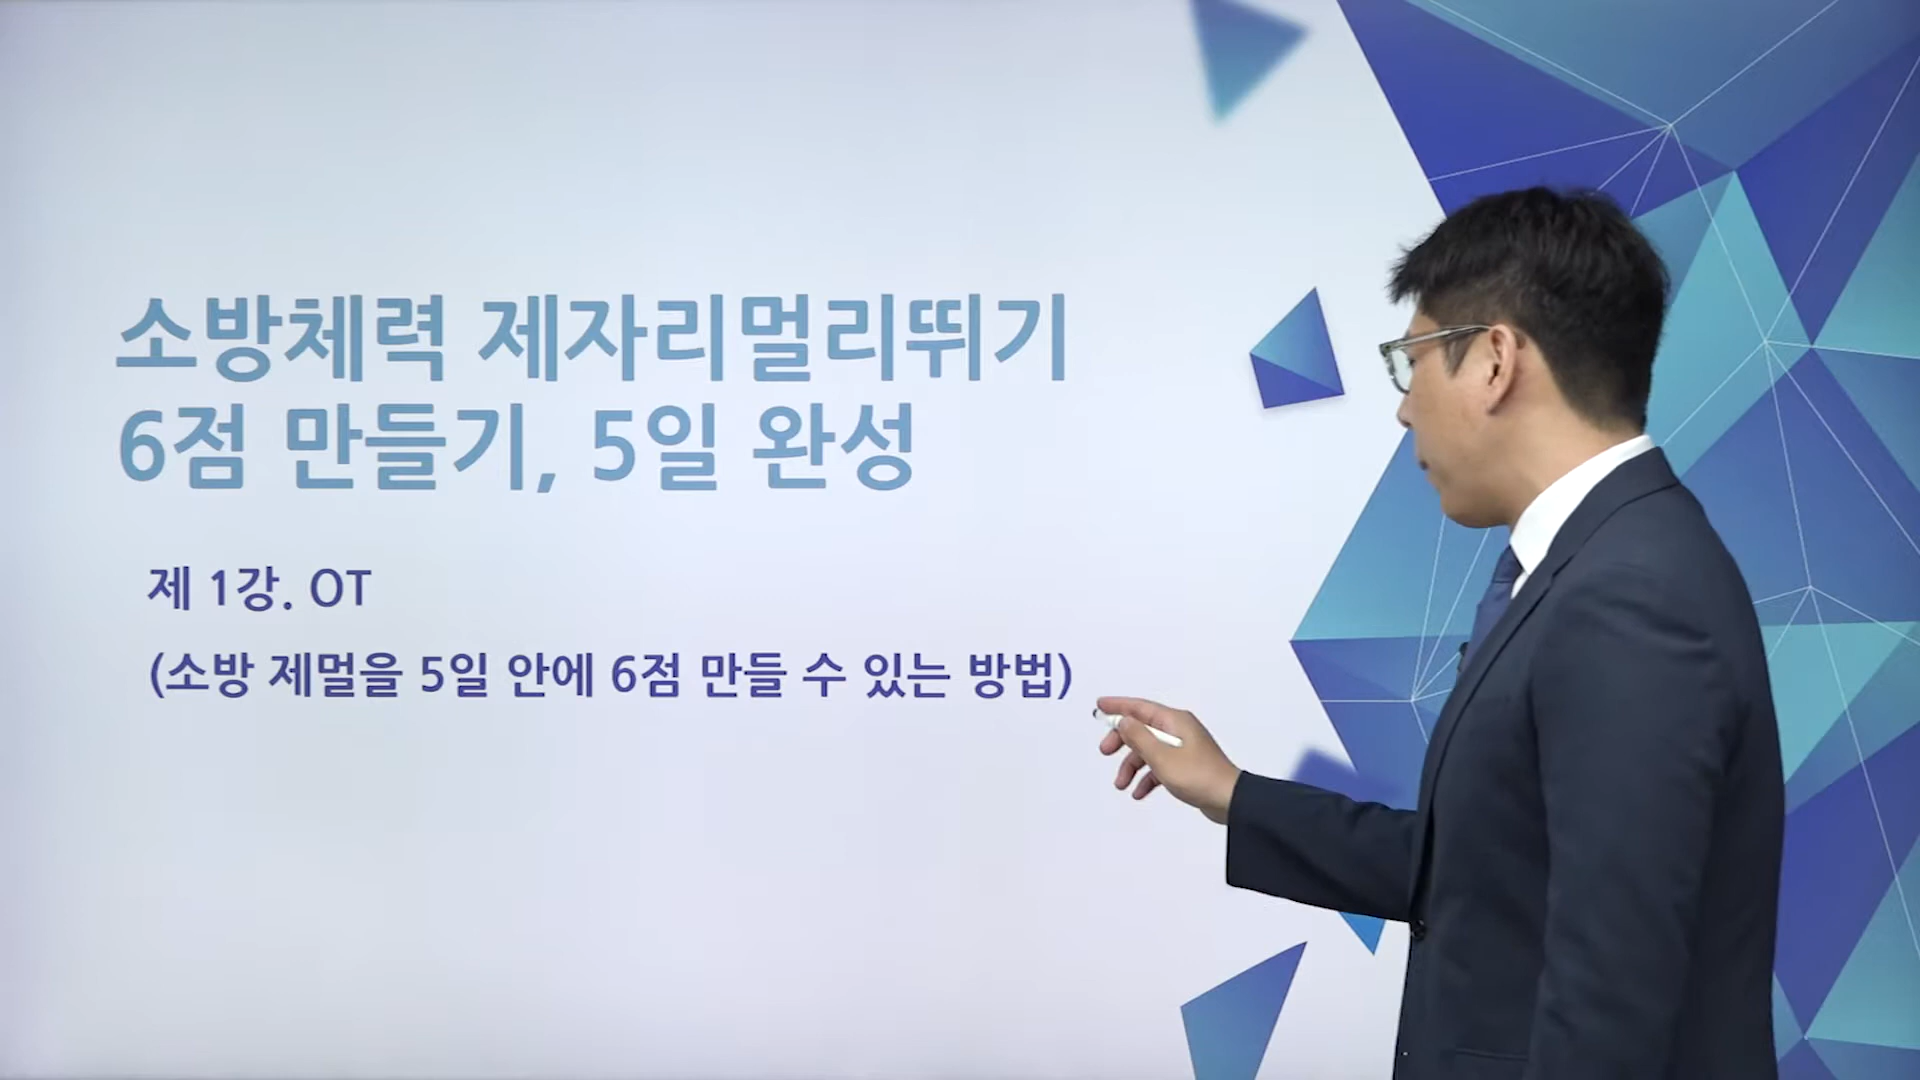 소방체력 제자리멀리뛰기
6점 만들기, 5일 완성
제 1강. OT
(소방 제멀을 5일 안에 6점 만들 수 있는 방법)